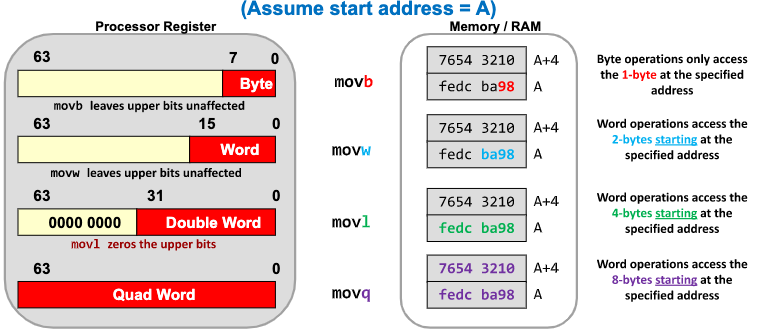 (Assume start address = A)
Processor Register
Memory / RAM
63 7 0
Byte
movb leaves upper bits unaffected
movb
7654 3210 A+4
fedc ba98 A
Byte operations only access
the 1-byte at the specified
address
63 15 0
Word
movw leaves upper bits unaffected
movw
7654 3210 A+4
fedc ba98 A
Word operations access the
2-bytes starting at the
specified address
63 31 0
0000 0000 Double Word
movl zeros the upper bits
movl
7654 3210 A+4
fedc ba98 A
Word operations access the
4-bytes starting at the
specified address
63 0
Quad Word
movq
7654 3210 A+4
fedc ba98 A
Word operations access the
8-bytes starting at the
specified address